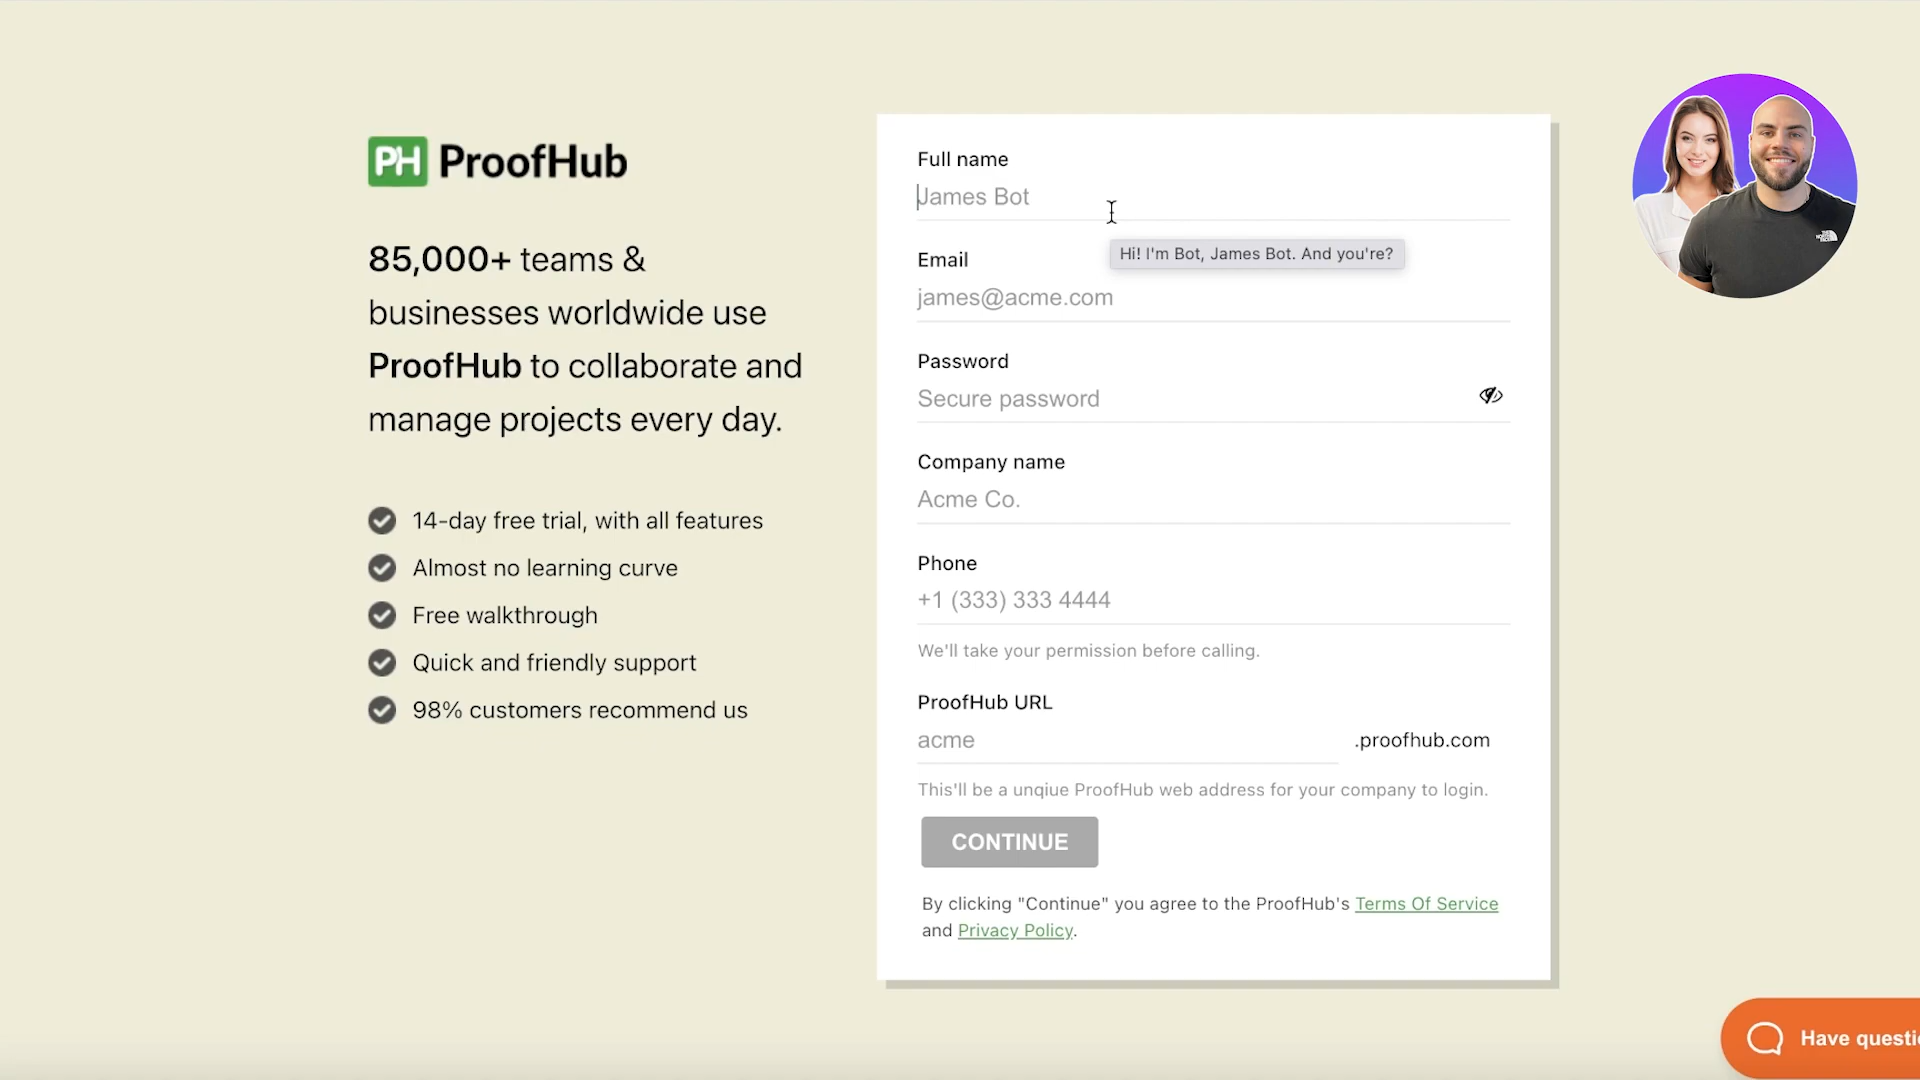 PH ProofHub
85,000+ teams &
businesses worldwide use
ProofHub to collaborate and
manage projects every day.
14-day free trial, with all features
Almost no learning curve
Free walkthrough
Quick and friendly support
98% customers recommend us
Full name
James Bot
Hi! I'm Bot, James Bot. And you're?
Email
james@acme.com
Password
Secure password
Company name
Acme Co.
Phone
+1 (333) 333 4444
We'll take your permission before calling.
ProofHub URL
acme .proofhub.com
This'll be a unqiue ProofHub web address for your company to login.
CONTINUE
By clicking "Continue" you agree to the ProofHub's Terms Of Service
and Privacy Policy.
THE NORTH FACE
Have questi